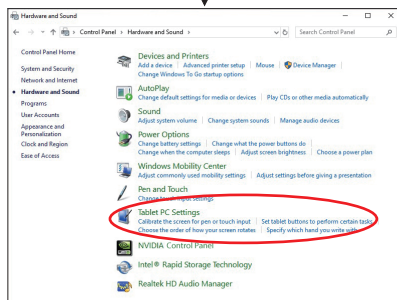 Hardware and Sound
Control Panel > Hardware and Sound >
Search Control Panel
Control Panel Home
System and Security
Network and Internet
Hardware and Sound
Programs
User Accounts
Appearance and
Personalization
Clock and Region
Ease of Access
Devices and Printers
Add a device | Advanced printer setup | Mouse | Device Manager |
Change Windows To Go startup options
AutoPlay
Change default settings for media or devices | Play CDs or other media automatically
Sound
Adjust system volume | Change system sounds | Manage audio devices
Power Options
Change battery settings | Change what the power buttons do |
Change when the computer sleeps | Adjust screen brightness | Choose a power plan
Windows Mobility Center
Adjust commonly used mobility settings | Adjust settings before giving a presentation
Pen and Touch
Change touch input settings
Tablet PC Settings
Calibrate the screen for pen or touch input | Set tablet buttons to perform certain tasks
Choose the order of how your screen rotates | Specify which hand you write with
NVIDIA Control Panel
Intel® Rapid Storage Technology
Realtek HD Audio Manager